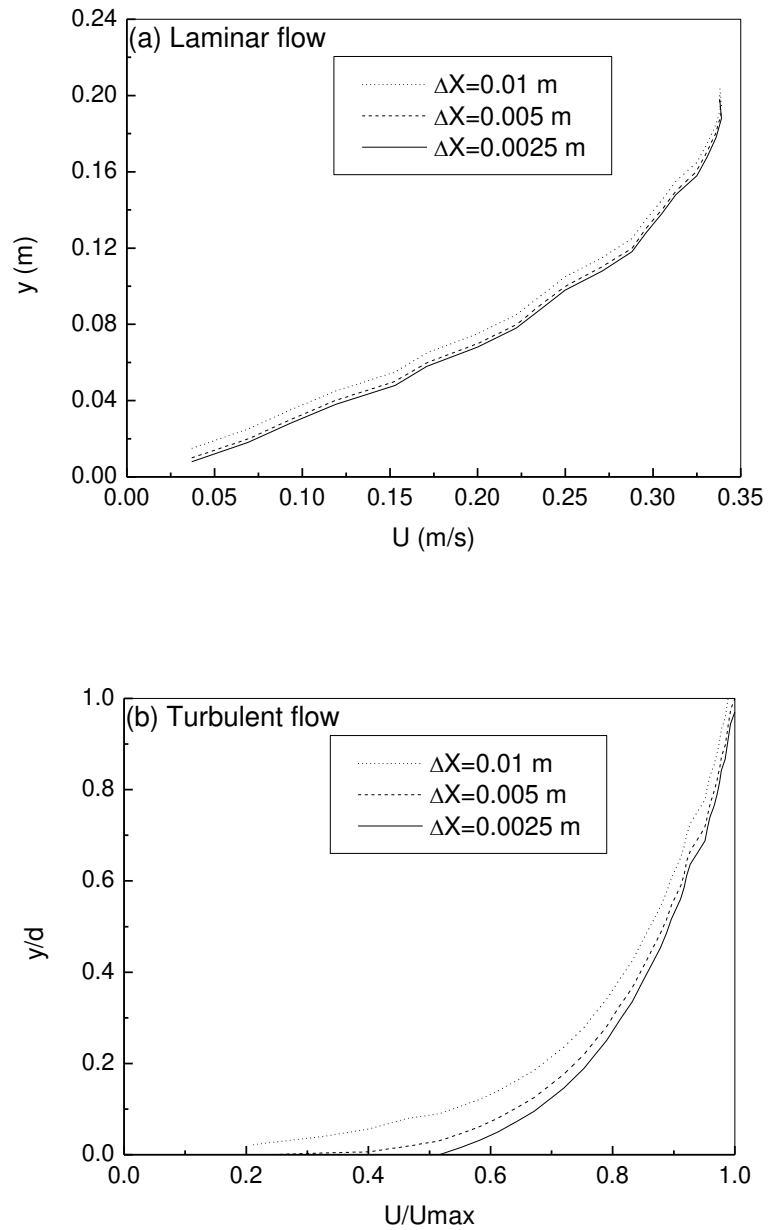 (a) Laminar flow
ΔX=0.01 m
ΔX=0.005 m
ΔX=0.0025 m
0.24
0.20
0.16
0.12
0.08
0.04
0.00
y (m)
0.00 0.05 0.10 0.15 0.20 0.25 0.30 0.35
U (m/s)
(b) Turbulent flow
ΔX=0.01 m
ΔX=0.005 m
ΔX=0.0025 m
1.0
0.8
0.6
0.4
0.2
0.0
y/d
0.0 0.2 0.4 0.6 0.8 1.0
U/Umax